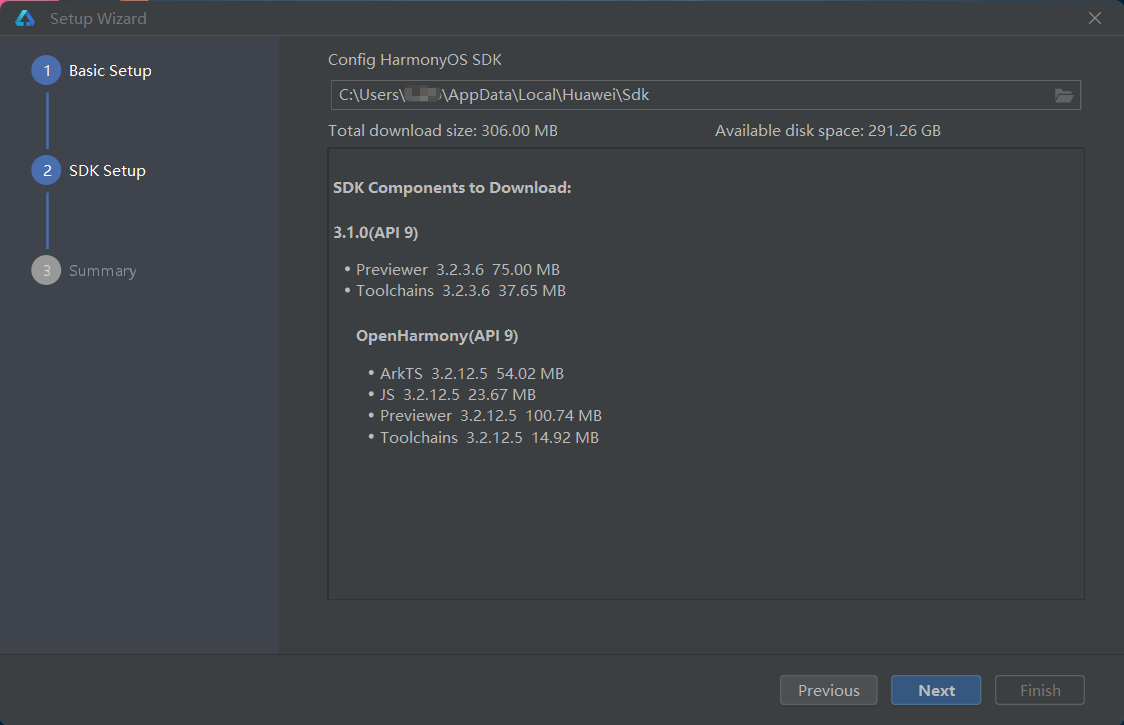 Setup Wizard
1 Basic Setup
2 SDK Setup
3 Summary
Config HarmonyOS SDK
C:\Users\ \AppData\Local\Huawei\Sdk
Total download size: 306.00 MB Available disk space: 291.26 GB
SDK Components to Download:
3.1.0(API 9)
• Previewer 3.2.3.6 75.00 MB
• Toolchains 3.2.3.6 37.65 MB
OpenHarmony(API 9)
• ArkTS 3.2.12.5 54.02 MB
• JS 3.2.12.5 23.67 MB
• Previewer 3.2.12.5 100.74 MB
• Toolchains 3.2.12.5 14.92 MB
Previous Next Finish